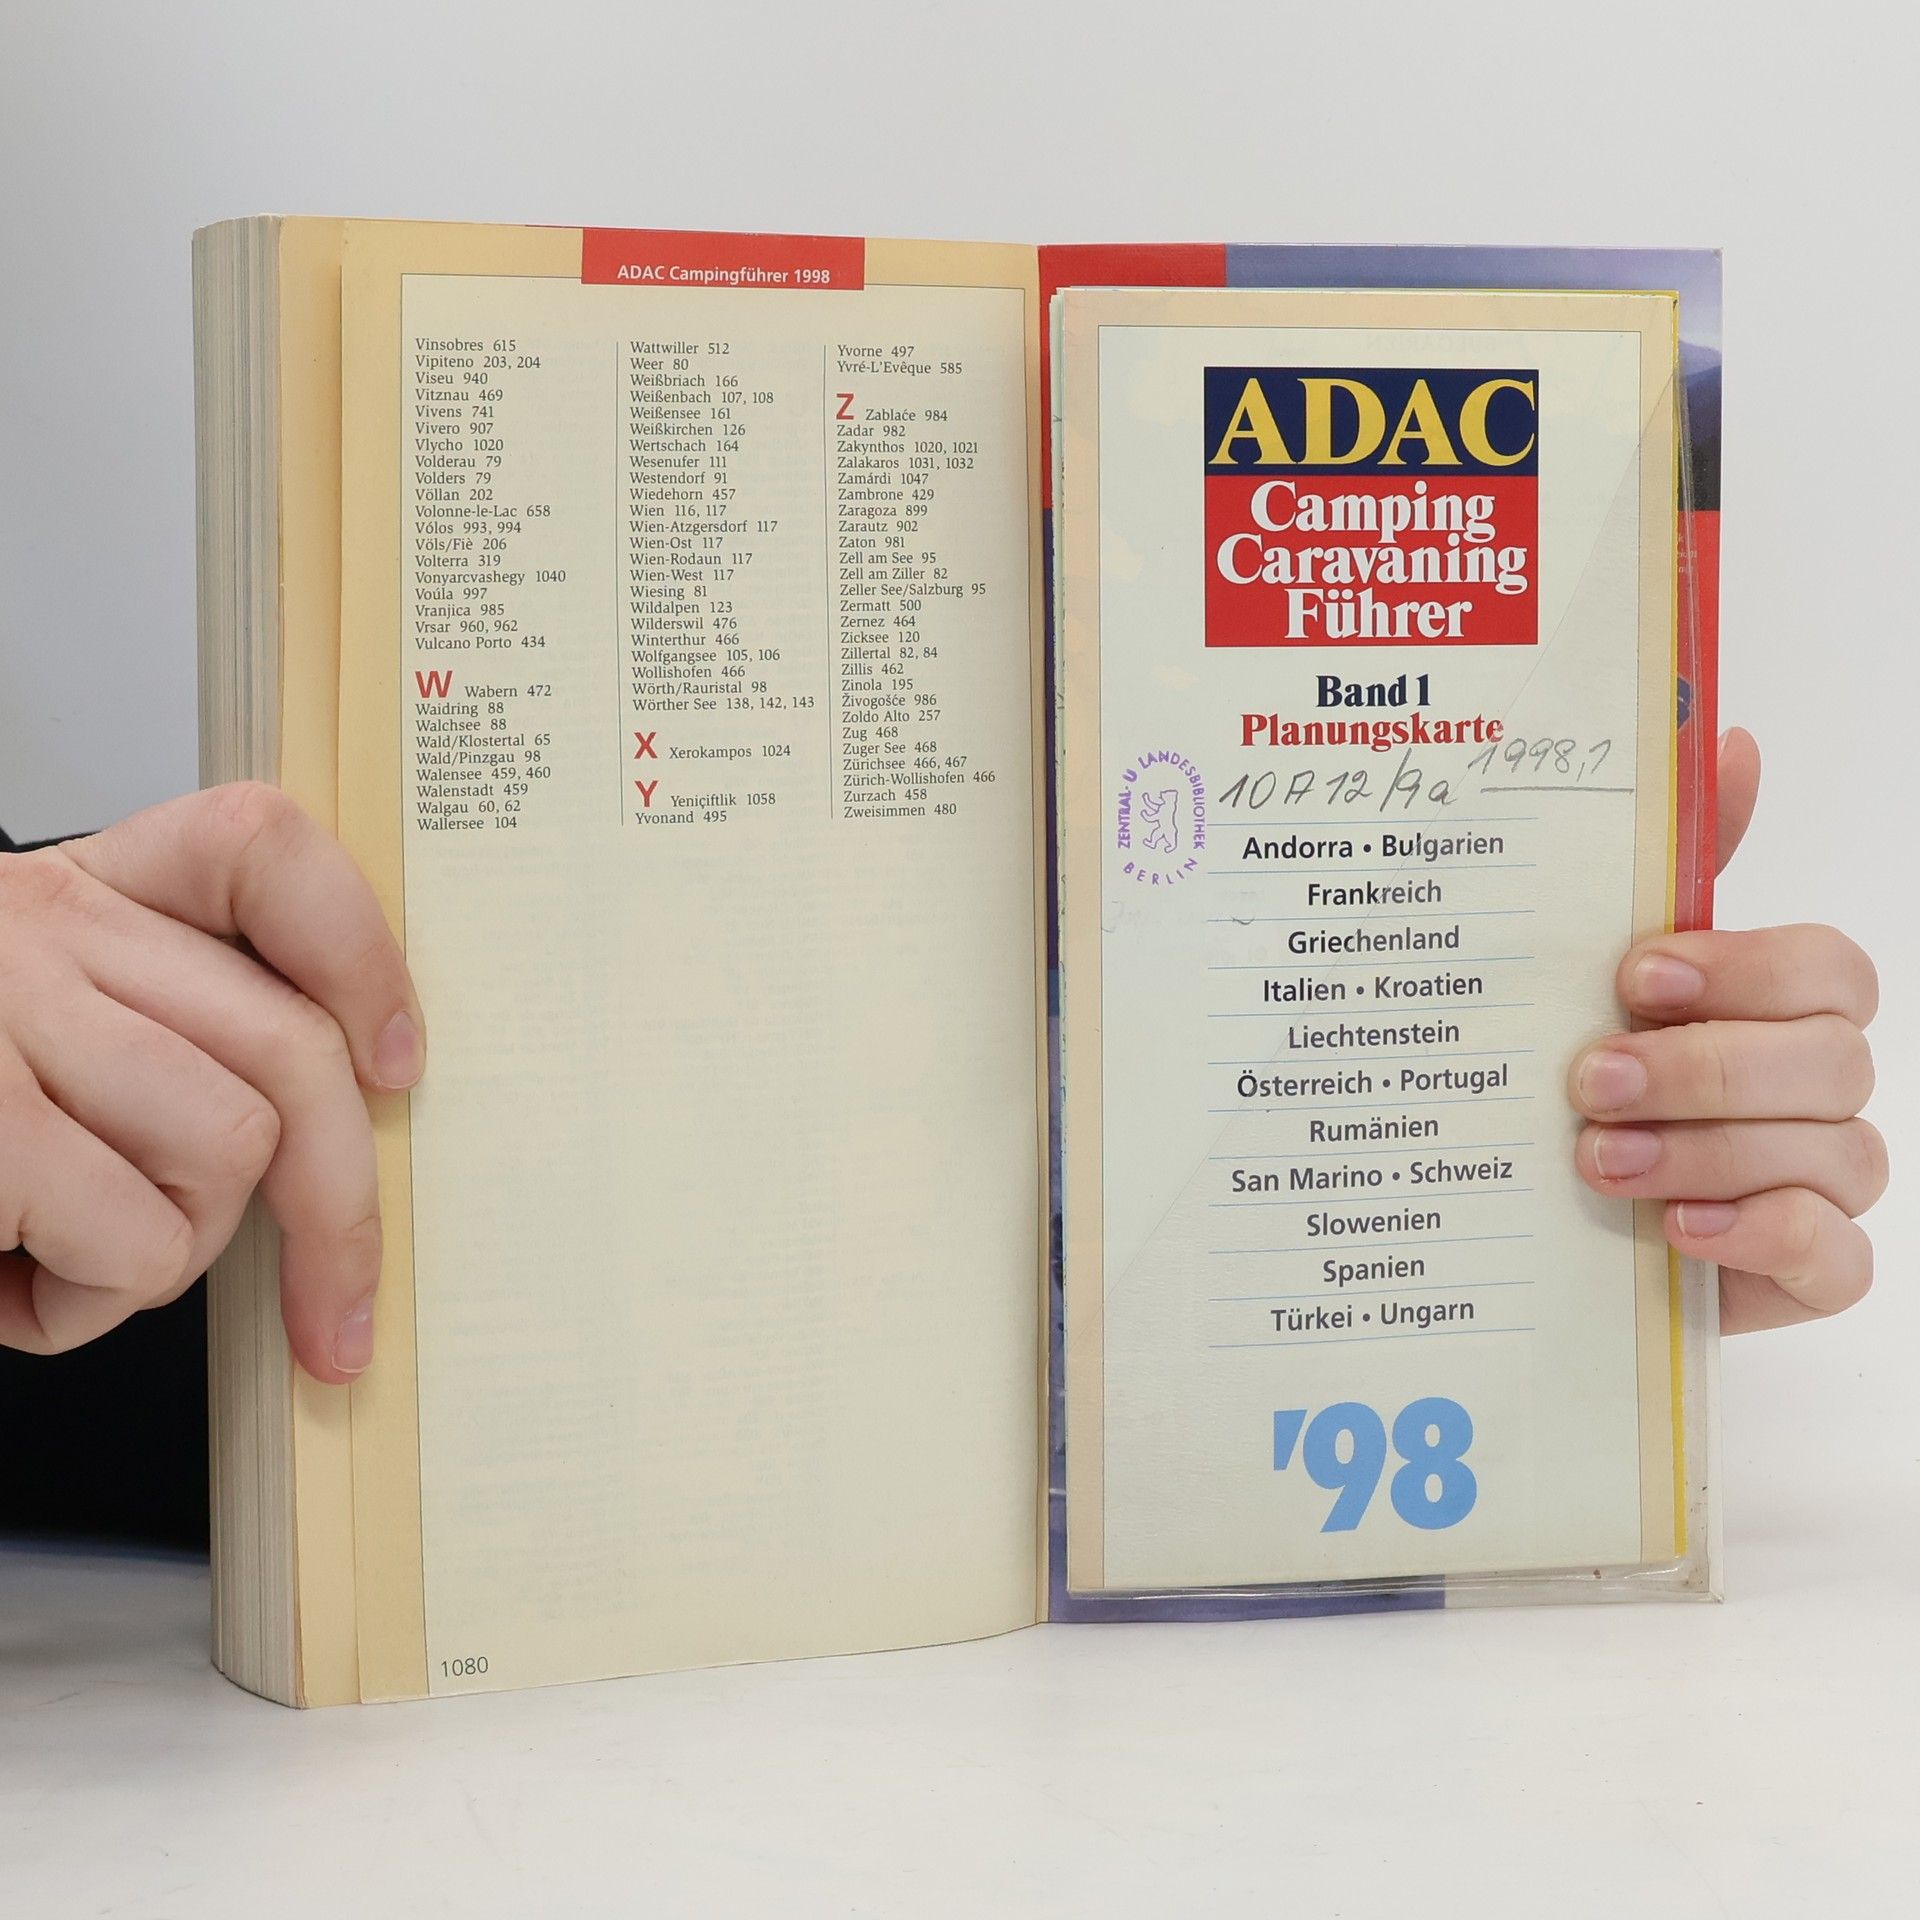 ADAC Campingführer 1998
Vinsobres 615
Vipiteno 203, 204
Viseu 940
Vitznau 469
Vivens 741
Vivero 907
Vlycho 1020
Volderau 79
Volders 79
Völlan 202
Volonne-le-Lac 658
Vólos 993, 994
Völs/Fiè 206
Volterra 319
Vonyarcvashegy 1040
Voúla 997
Vranjica 985
Vrsar 960, 962
Vulcano Porto 434
W Wabern 472
Waidring 88
Walchsee 88
Wald/Klostertal 65
Wald/Pinzgau 98
Walensee 459, 460
Walenstadt 459
Walgau 60, 62
Wallersee 104
Wattwiller 512
Weer 80
Weißbriach 166
Weißenbach 107, 108
Weißensee 161
Weißkirchen 126
Wertschach 164
Wesenufer 111
Westendorf 91
Wiedehorn 457
Wien 116, 117
Wien-Atzgersdorf 117
Wien-Ost 117
Wien-Rodaun 117
Wien-West 117
Wiesing 81
Wildalpen 123
Wilderswil 476
Winterthur 466
Wolfgangsee 105, 106
Wollishofen 466
Wörth/Rauristal 98
Wörther See 138, 142, 143
X Xerokampos 1024
Y Yeniçiftlik 1058
Yvonand 495
Yvorne 497
Yvré-L'Evêque 585
Z Zablaće 984
Zadar 982
Zakynthos 1020, 1021
Zalakaros 1031, 1032
Zamárdi 1047
Zambrone 429
Zaragoza 899
Zarautz 902
Zaton 981
Zell am See 95
Zell am Ziller 82
Zeller See/Salzburg 95
Zermatt 500
Zernez 464
Zicksee 120
Zillertal 82, 84
Zillis 462
Zinola 195
Živogošće 986
Zoldo Alto 257
Zug 468
Zuger See 468
Zürichsee 466, 467
Zürich-Wollishofen 466
Zurzach 458
Zweisimmen 480
1080
ADAC
Camping
Caravaning
Führer
Band 1
Planungskarte
1998,1
10 A 12/9a
ZENTRAL- U LANDESBIBLIOTHEK
BERLIN
Andorra • Bulgarien
Frankreich
Griechenland
Italien • Kroatien
Liechtenstein
Österreich • Portugal
Rumänien
San Marino • Schweiz
Slowenien
Spanien
Türkei • Ungarn
'98